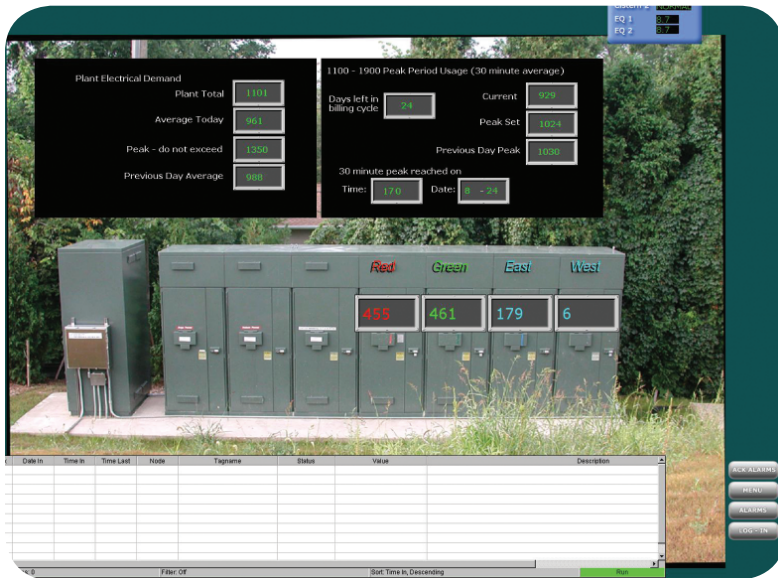 EQ 1 8.7
EQ 2 8.7
Plant Electrical Demand
Plant Total 1101
Average Today 961
Peak - do not exceed 1350
Previous Day Average 988
1100 - 1900 Peak Period Usage (30 minute average)
Days left in billing cycle 24
Current 929
Peak Set 1024
Previous Day Peak 1030
30 minute peak reached on
Time: 170 Date: 8 - 24
Red Green East West
455 461 179 6
Date In Time In Time Last Node Tagname Status Value Description
Filter: Off Sort: Time In, Descending Run
ACK ALARMS
MENU
ALARMS
LOG - IN